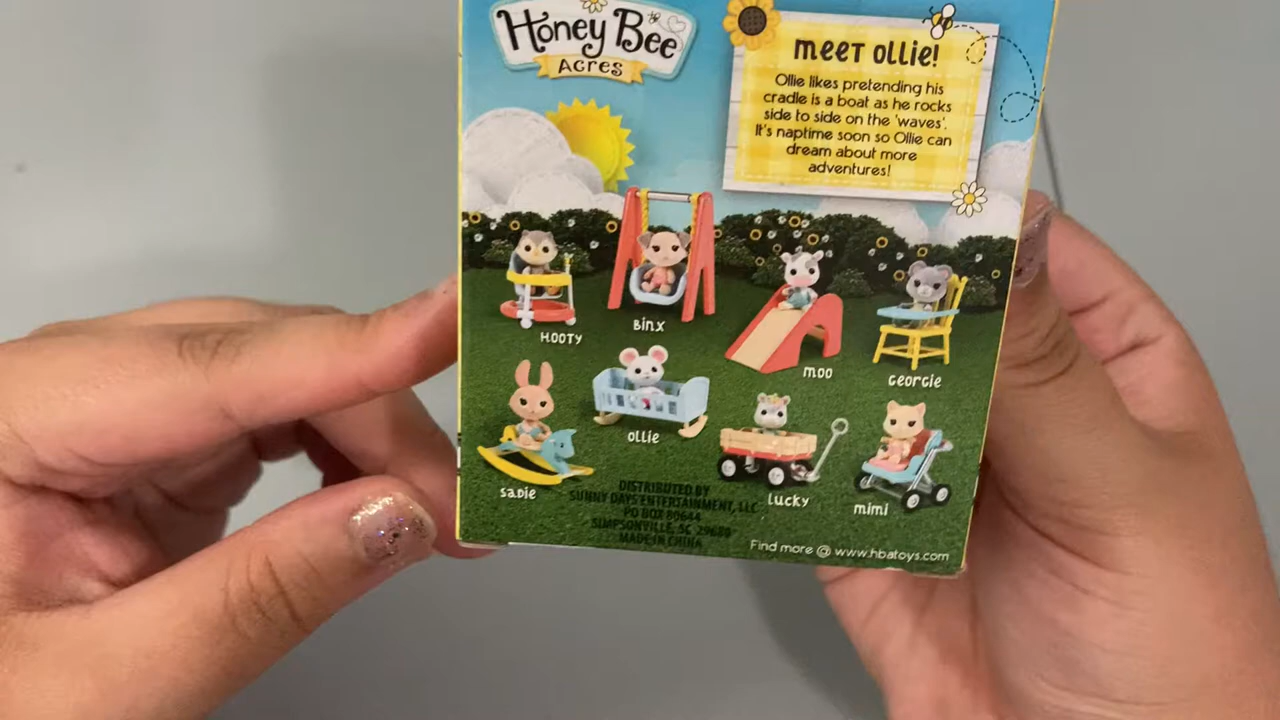 Honey Bee
Acres
MEET OLLIE!
Ollie likes pretending his
cradle is a boat as he rocks
side to side on the 'waves'.
It's naptime soon so Ollie can
dream about more
adventures!
HOOTY
BINX
MOO
GEORGIE
SADIE
OLLIE
LUCKY
MIMI
DISTRIBUTED BY
SUNNY DAYS ENTERTAINMENT, LLC
PO BOX 80644
SIMPSONVILLE, SC 29680
MADE IN CHINA
Find more @ www.hbatoys.com